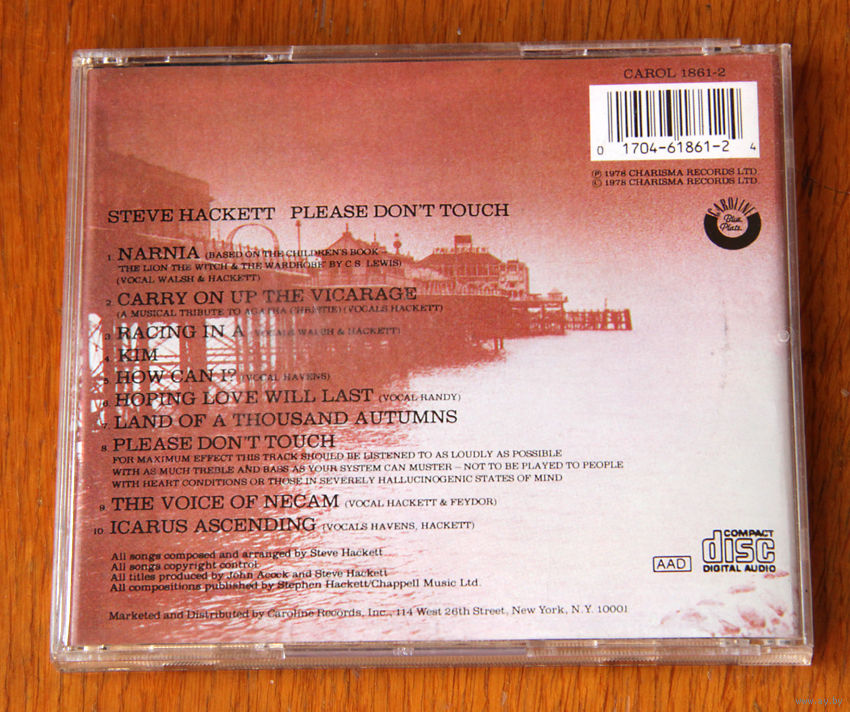 CAROL 1861-2
0 1704-61861-2 4
℗ 1978 CHARISMA RECORDS LTD.
© 1978 CHARISMA RECORDS LTD.
CAROLINE
Blue
Plate
STEVE HACKETT PLEASE DON'T TOUCH
1. NARNIA (BASED ON THE CHILDREN'S BOOK
'THE LION THE WITCH & THE WARDROBE' BY C S LEWIS)
(VOCAL WALSH & HACKETT)
2. CARRY ON UP THE VICARAGE
(A MUSICAL TRIBUTE TO AGATHA CHRISTIE) (VOCALS HACKETT)
3. RACING IN A (VOCALS WALSH & HACKETT)
4. KIM
5. HOW CAN I? (VOCAL HAVENS)
6. HOPING LOVE WILL LAST (VOCAL RANDY)
7. LAND OF A THOUSAND AUTUMNS
8. PLEASE DON'T TOUCH
FOR MAXIMUM EFFECT THIS TRACK SHOULD BE LISTENED TO AS LOUDLY AS POSSIBLE
WITH AS MUCH TREBLE AND BASS AS YOUR SYSTEM CAN MUSTER – NOT TO BE PLAYED TO PEOPLE
WITH HEART CONDITIONS OR THOSE IN SEVERELY HALLUCINOGENIC STATES OF MIND
9. THE VOICE OF NECAM (VOCAL HACKETT & FEYDOR)
10. ICARUS ASCENDING (VOCALS HAVENS, HACKETT)
All songs composed and arranged by Steve Hackett
All songs copyright control:
All titles produced by John Acock and Steve Hackett
All compositions published by Stephen Hackett/Chappell Music Ltd.
AAD
COMPACT
disc
DIGITAL AUDIO
Marketed and Distributed by Caroline Records, Inc., 114 West 26th Street, New York, N.Y. 10001